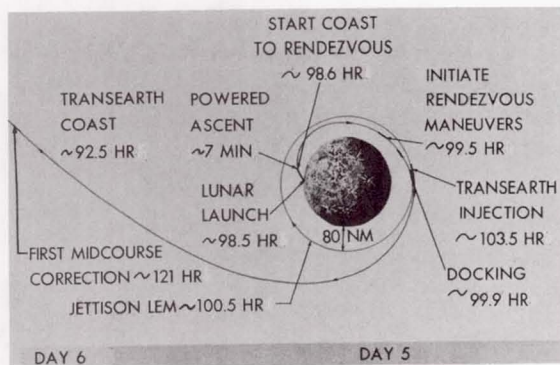 START COAST
TO RENDEZVOUS
~ 98.6 HR
TRANSEARTH
COAST
~92.5 HR
POWERED
ASCENT
~7 MIN
INITIATE
RENDEZVOUS
MANEUVERS
~99.5 HR
LUNAR
LAUNCH
~98.5 HR
80 NM
TRANSEARTH
INJECTION
~103.5 HR
FIRST MIDCOURSE
CORRECTION ~121 HR
DOCKING
~99.9 HR
JETTISON LEM~100.5 HR
DAY 6
DAY 5